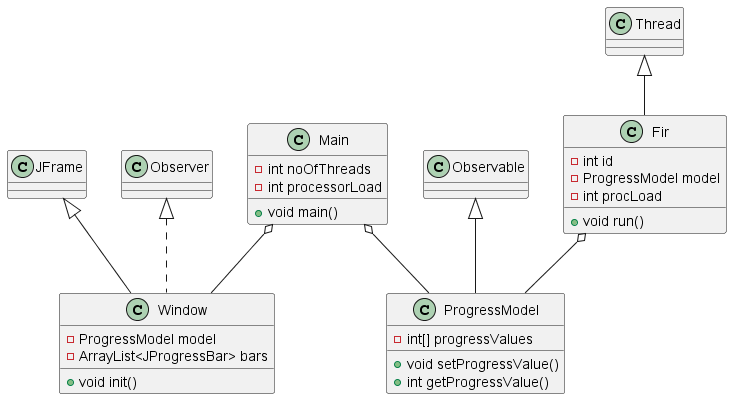 C Thread
C Main
int noOfThreads
int processorLoad
void main()
C Fir
int id
ProgressModel model
int procLoad
void run()
C JFrame
C Observer
C Observable
C Window
ProgressModel model
ArrayList<JProgressBar> bars
void init()
C ProgressModel
int[] progressValues
void setProgressValue()
int getProgressValue()